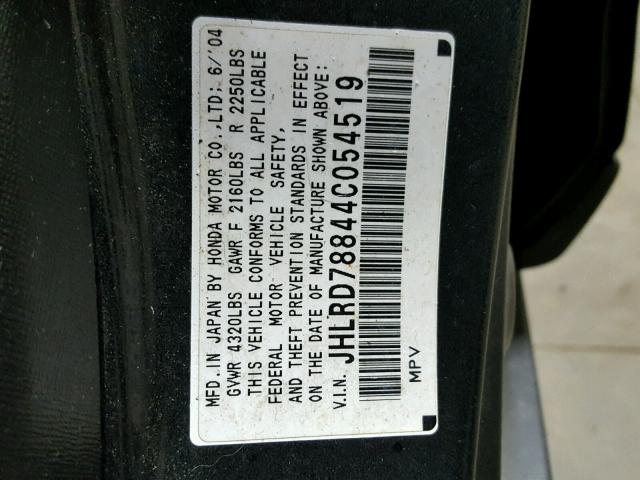 MFD. IN JAPAN BY HONDA MOTOR CO.,LTD; 6/'04
GVWR 4320LBS GAWR F 2160LBS R 2250LBS
THIS VEHICLE CONFORMS TO ALL APPLICABLE
FEDERAL MOTOR VEHICLE SAFETY,
AND THEFT PREVENTION STANDARDS IN EFFECT
ON THE DATE OF MANUFACTURE SHOWN ABOVE:
V.I.N. JHLRD78844C054519
MPV